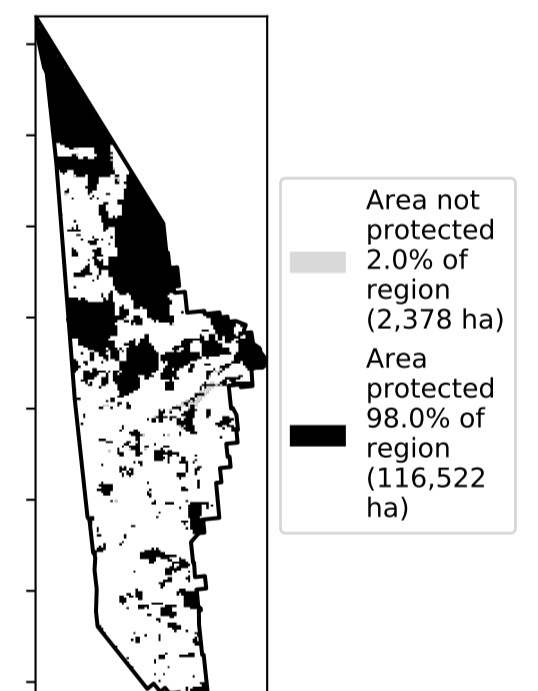 Area not
protected
2.0% of
region
(2,378 ha)
Area
protected
98.0% of
region
(116,522
ha)